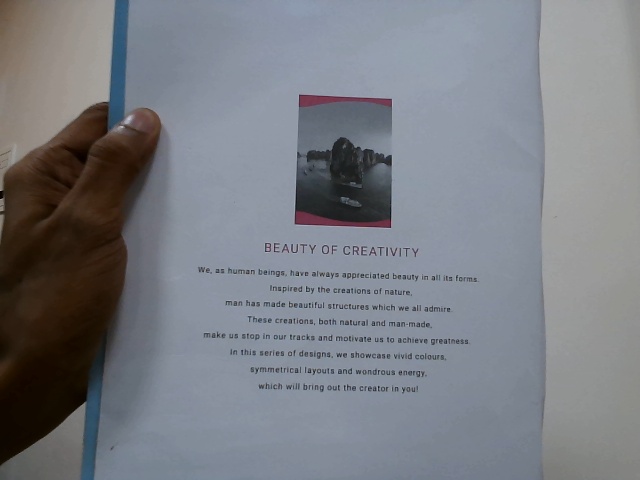 BEAUTY OF CREATIVITY
We, as human beings, have always appreciated beauty in all its forms.
Inspired by the creations of nature,
man has made beautiful structures which we all admire.
These creations, both natural and man-made,
make us stop in our tracks and motivate us to achieve greatness.
In this series of designs, we showcase vivid colours,
symmetrical layouts and wondrous energy,
which will bring out the creator in you!